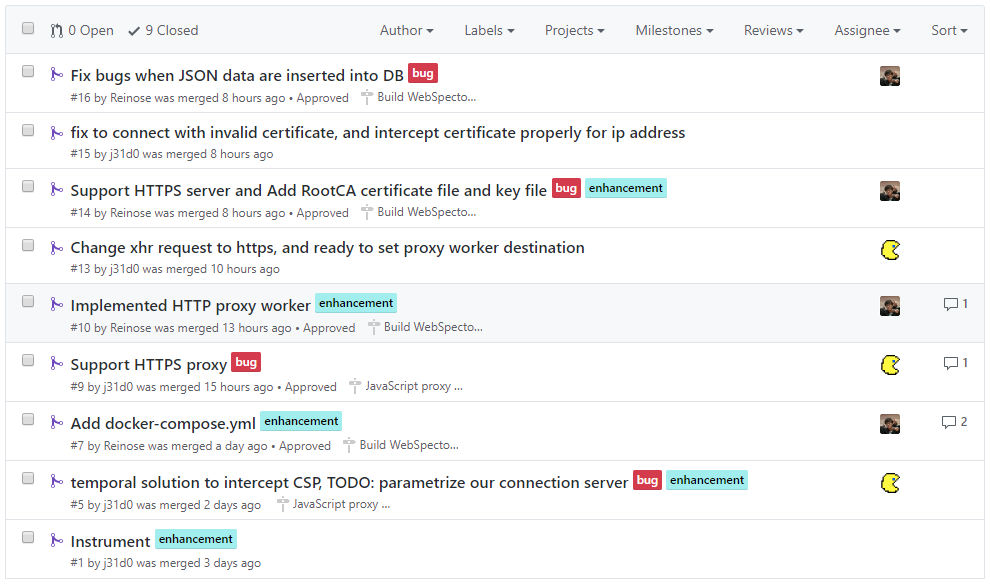 0 Open 9 Closed Author Labels Projects Milestones Reviews Assignee Sort
Fix bugs when JSON data are inserted into DB bug
#16 by Reinose was merged 8 hours ago • Approved Build WebSpecto...
fix to connect with invalid certificate, and intercept certificate properly for ip address
#15 by j31d0 was merged 8 hours ago
Support HTTPS server and Add RootCA certificate file and key file bug enhancement
#14 by Reinose was merged 8 hours ago • Approved Build WebSpecto...
Change xhr request to https, and ready to set proxy worker destination
#13 by j31d0 was merged 10 hours ago
Implemented HTTP proxy worker enhancement 1
#10 by Reinose was merged 13 hours ago • Approved Build WebSpecto...
Support HTTPS proxy bug 1
#9 by j31d0 was merged 15 hours ago • Approved JavaScript proxy ...
Add docker-compose.yml enhancement 2
#7 by Reinose was merged a day ago • Approved Build WebSpecto...
temporal solution to intercept CSP, TODO: parametrize our connection server bug enhancement
#5 by j31d0 was merged 2 days ago JavaScript proxy ...
Instrument enhancement
#1 by j31d0 was merged 3 days ago